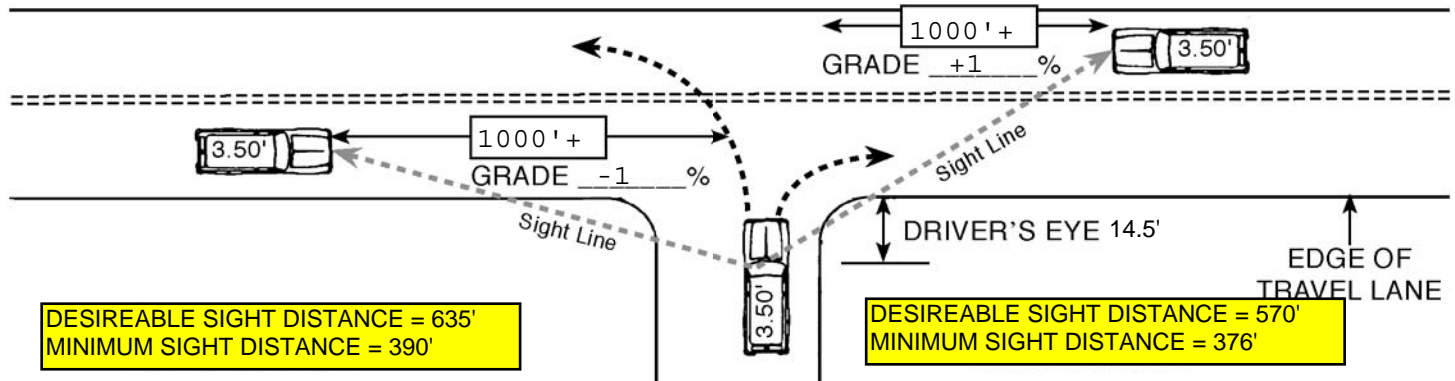 1000'+
3.50'
GRADE +1 %
3.50'
1000'+
GRADE -1 %
Sight Line
Sight Line
DRIVER'S EYE 14.5'
EDGE OF
TRAVEL LANE
3.50'
DESIREABLE SIGHT DISTANCE = 635'
MINIMUM SIGHT DISTANCE = 390'
DESIREABLE SIGHT DISTANCE = 570'
MINIMUM SIGHT DISTANCE = 376'